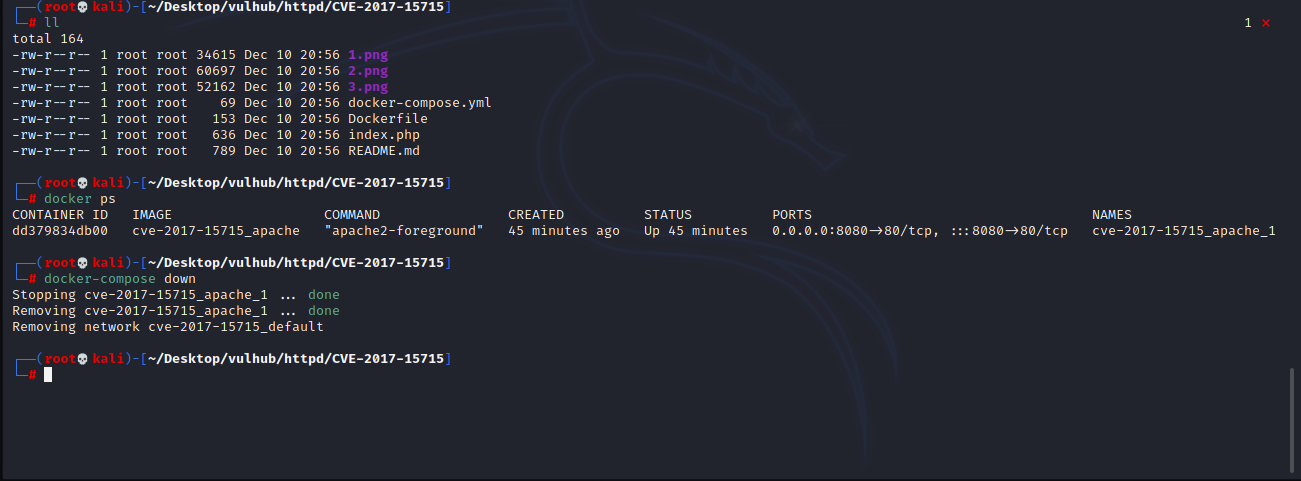 ┌──(root💀kali)-[~/Desktop/vulhub/httpd/CVE-2017-15715]
└─# ll 1 ⨯
total 164
-rw-r--r-- 1 root root 34615 Dec 10 20:56 1.png
-rw-r--r-- 1 root root 60697 Dec 10 20:56 2.png
-rw-r--r-- 1 root root 52162 Dec 10 20:56 3.png
-rw-r--r-- 1 root root    69 Dec 10 20:56 docker-compose.yml
-rw-r--r-- 1 root root   153 Dec 10 20:56 Dockerfile
-rw-r--r-- 1 root root   636 Dec 10 20:56 index.php
-rw-r--r-- 1 root root   789 Dec 10 20:56 README.md
┌──(root💀kali)-[~/Desktop/vulhub/httpd/CVE-2017-15715]
└─# docker ps
CONTAINER ID   IMAGE                   COMMAND                CREATED          STATUS          PORTS                                   NAMES
dd379834db00   cve-2017-15715_apache   "apache2-foreground"   45 minutes ago   Up 45 minutes   0.0.0.0:8080->80/tcp, :::8080->80/tcp   cve-2017-15715_apache_1
┌──(root💀kali)-[~/Desktop/vulhub/httpd/CVE-2017-15715]
└─# docker-compose down
Stopping cve-2017-15715_apache_1 ... done
Removing cve-2017-15715_apache_1 ... done
Removing network cve-2017-15715_default
┌──(root💀kali)-[~/Desktop/vulhub/httpd/CVE-2017-15715]
└─#